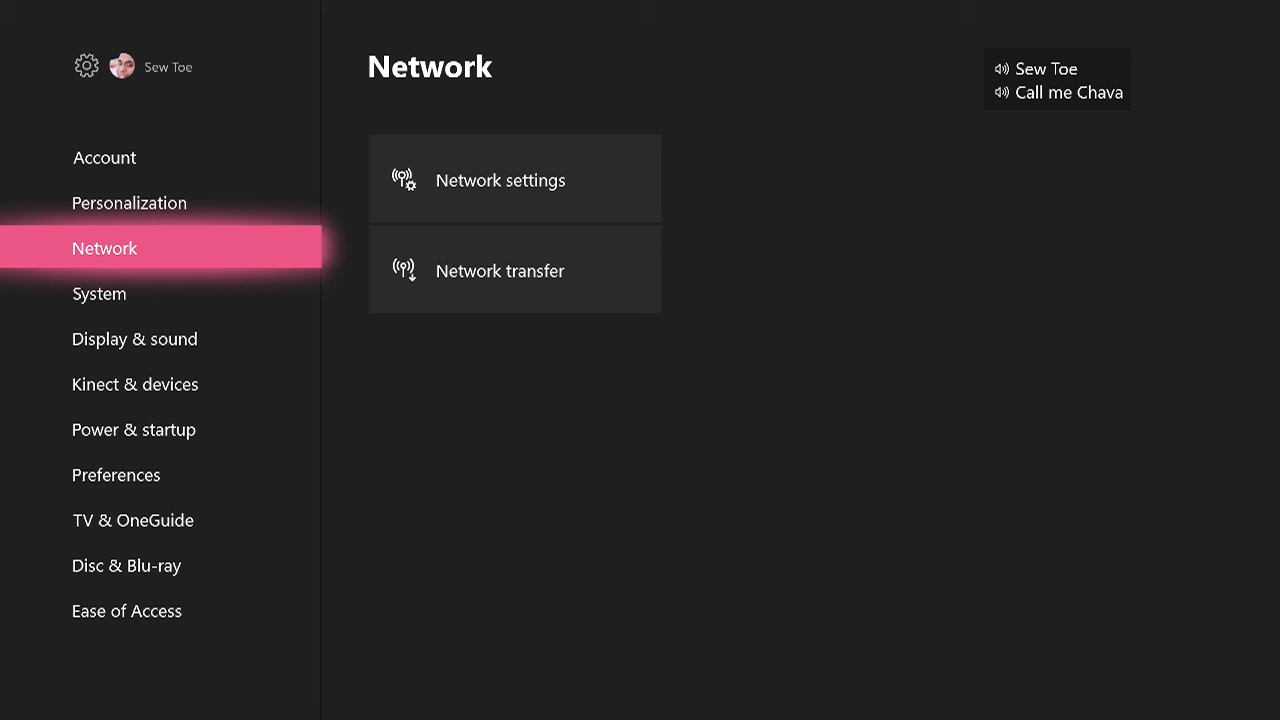 Sew Toe
Account
Personalization
Network
System
Display & sound
Kinect & devices
Power & startup
Preferences
TV & OneGuide
Disc & Blu-ray
Ease of Access
Network
Network settings
Network transfer
Sew Toe
Call me Chava